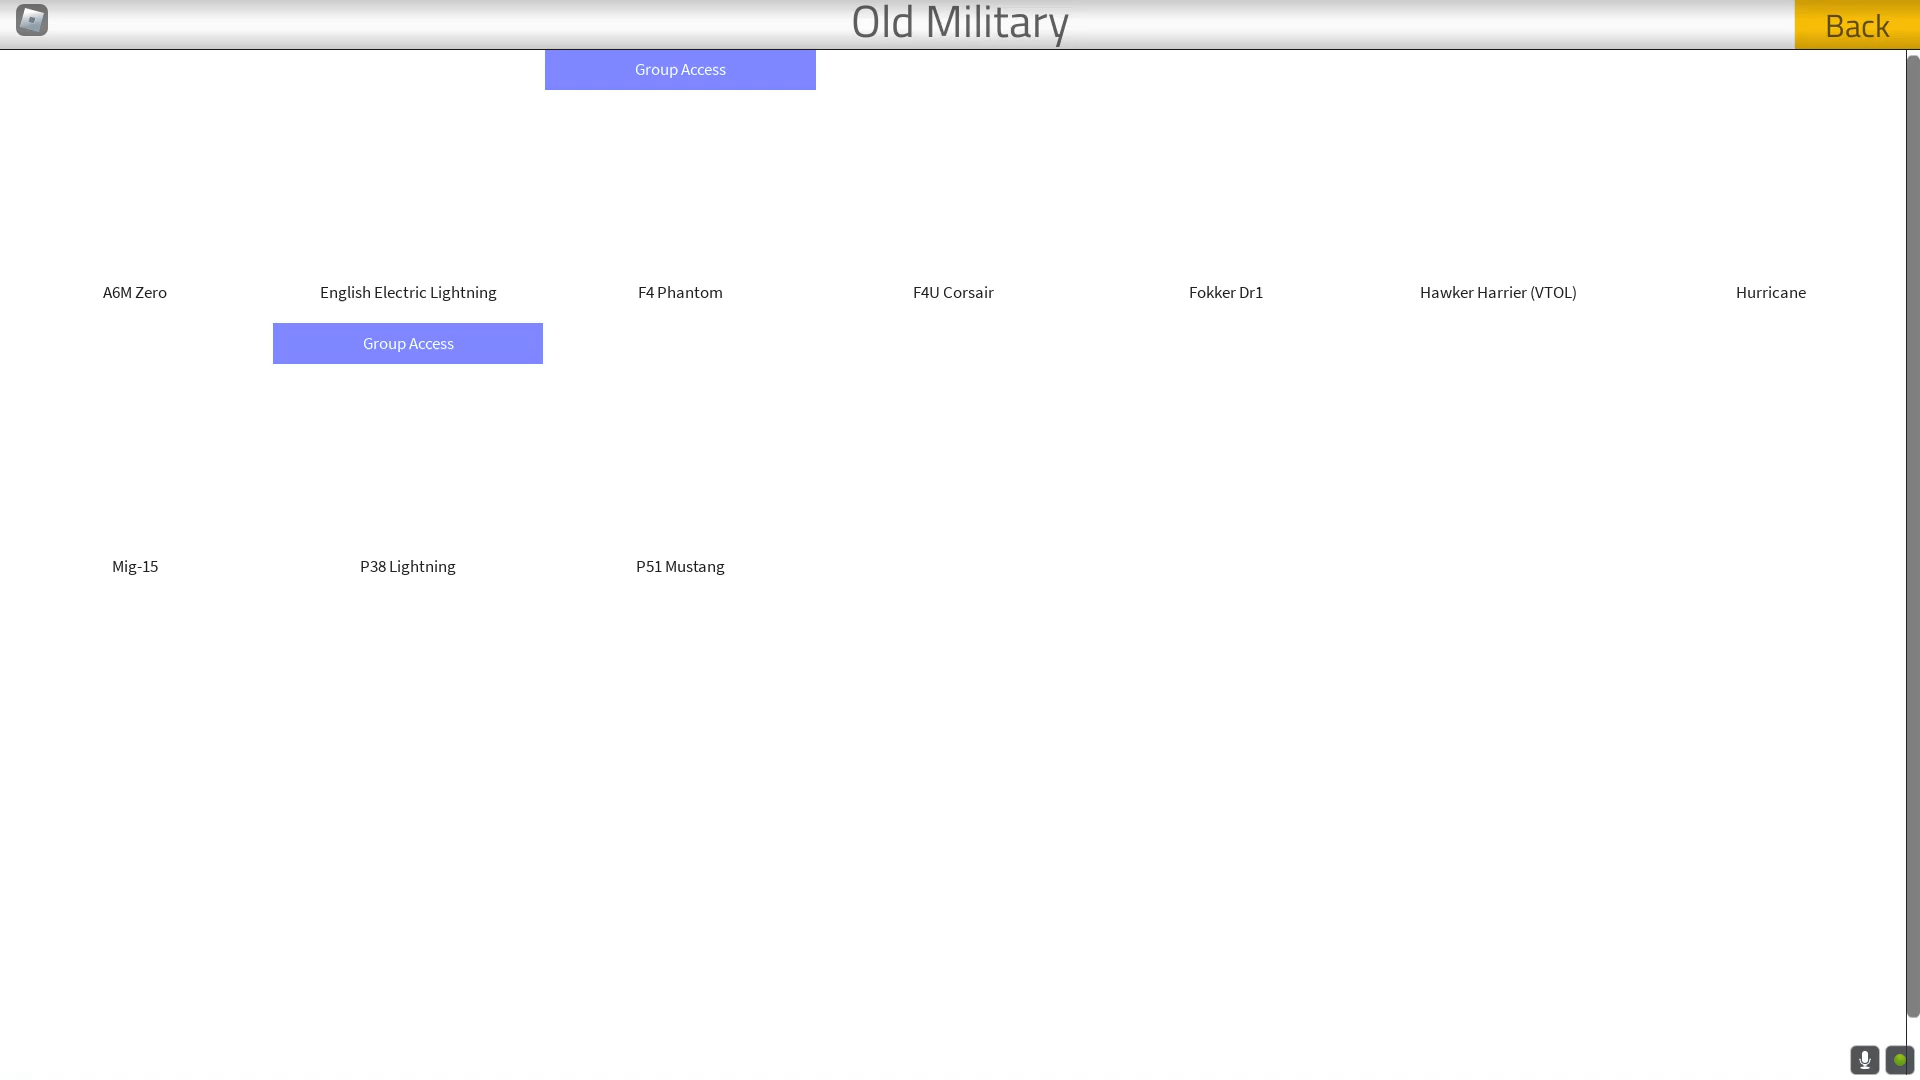 Old Military
Back
Group Access
A6M Zero
English Electric Lightning
F4 Phantom
F4U Corsair
Fokker Dr1
Hawker Harrier (VTOL)
Hurricane
Group Access
Mig-15
P38 Lightning
P51 Mustang